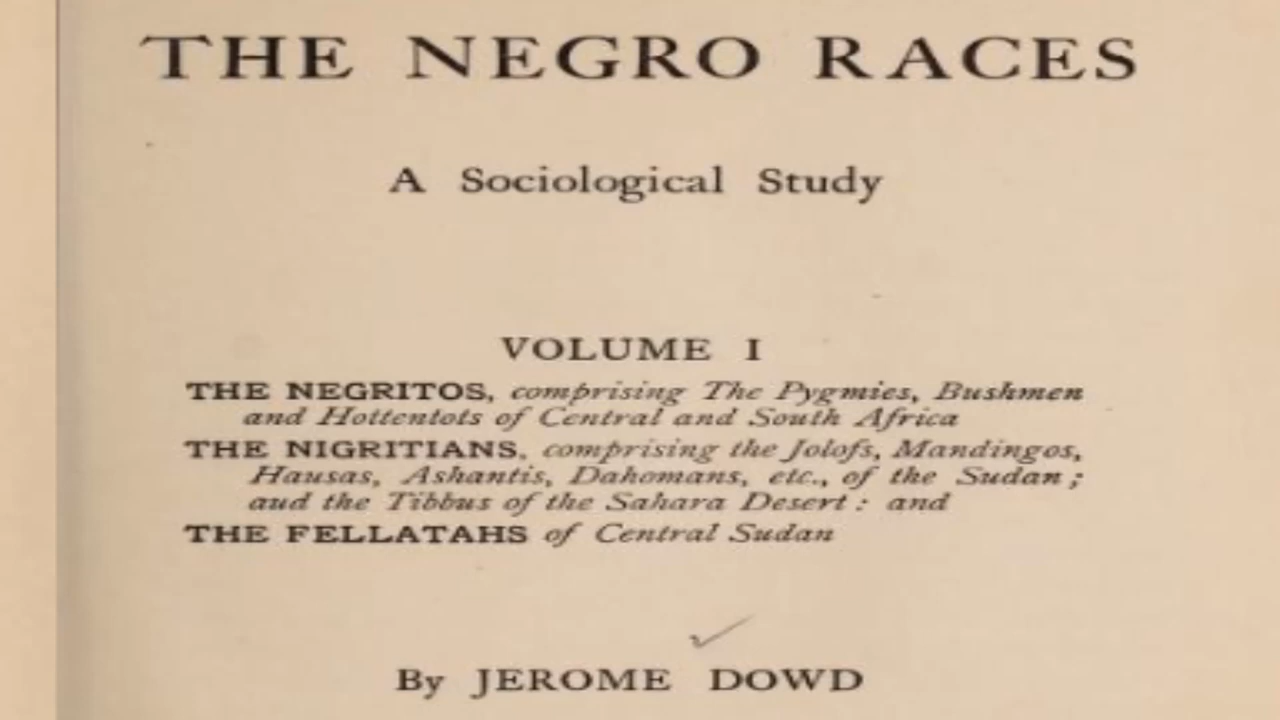 THE NEGRO RACES
A Sociological Study
VOLUME I
THE NEGRITOS, comprising The Pygmies, Bushmen
and Hottentots of Central and South Africa
THE NIGRITIANS, comprising the Jolofs, Mandingos,
Hausas, Ashantis, Dahomans, etc., of the Sudan;
and the Tibbus of the Sahara Desert: and
THE FELLATAHS of Central Sudan
By JEROME DOWD